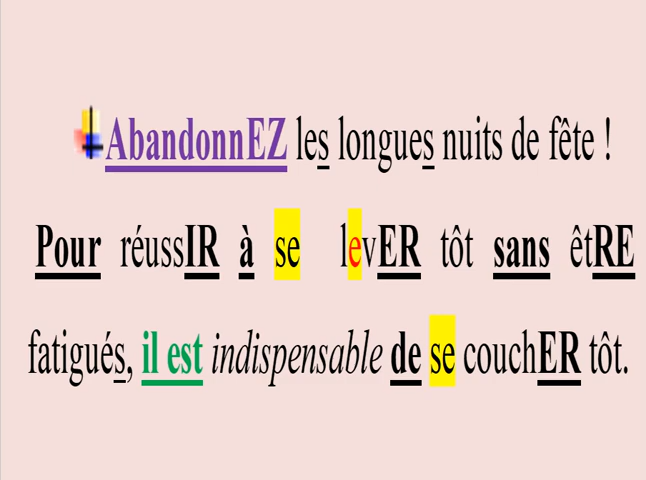 AbandonnEZ les longues nuits de fête !
Pour réussIR à se levER tôt sans êtRE
fatigués, il est indispensable de se couchER tôt.